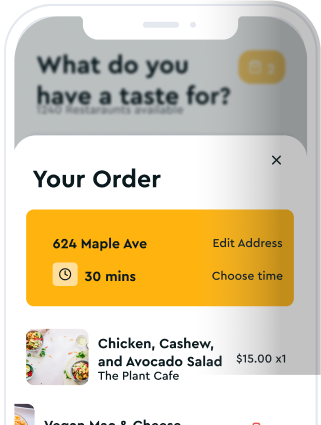 What do you
have a taste for?
1240 Restaraunts available
Your Order
624 Maple Ave
Edit Address
30 mins
Choose time
Chicken, Cashew,
and Avocado Salad
$15.00 x1
The Plant Cafe
Vegan Mac & Cheese